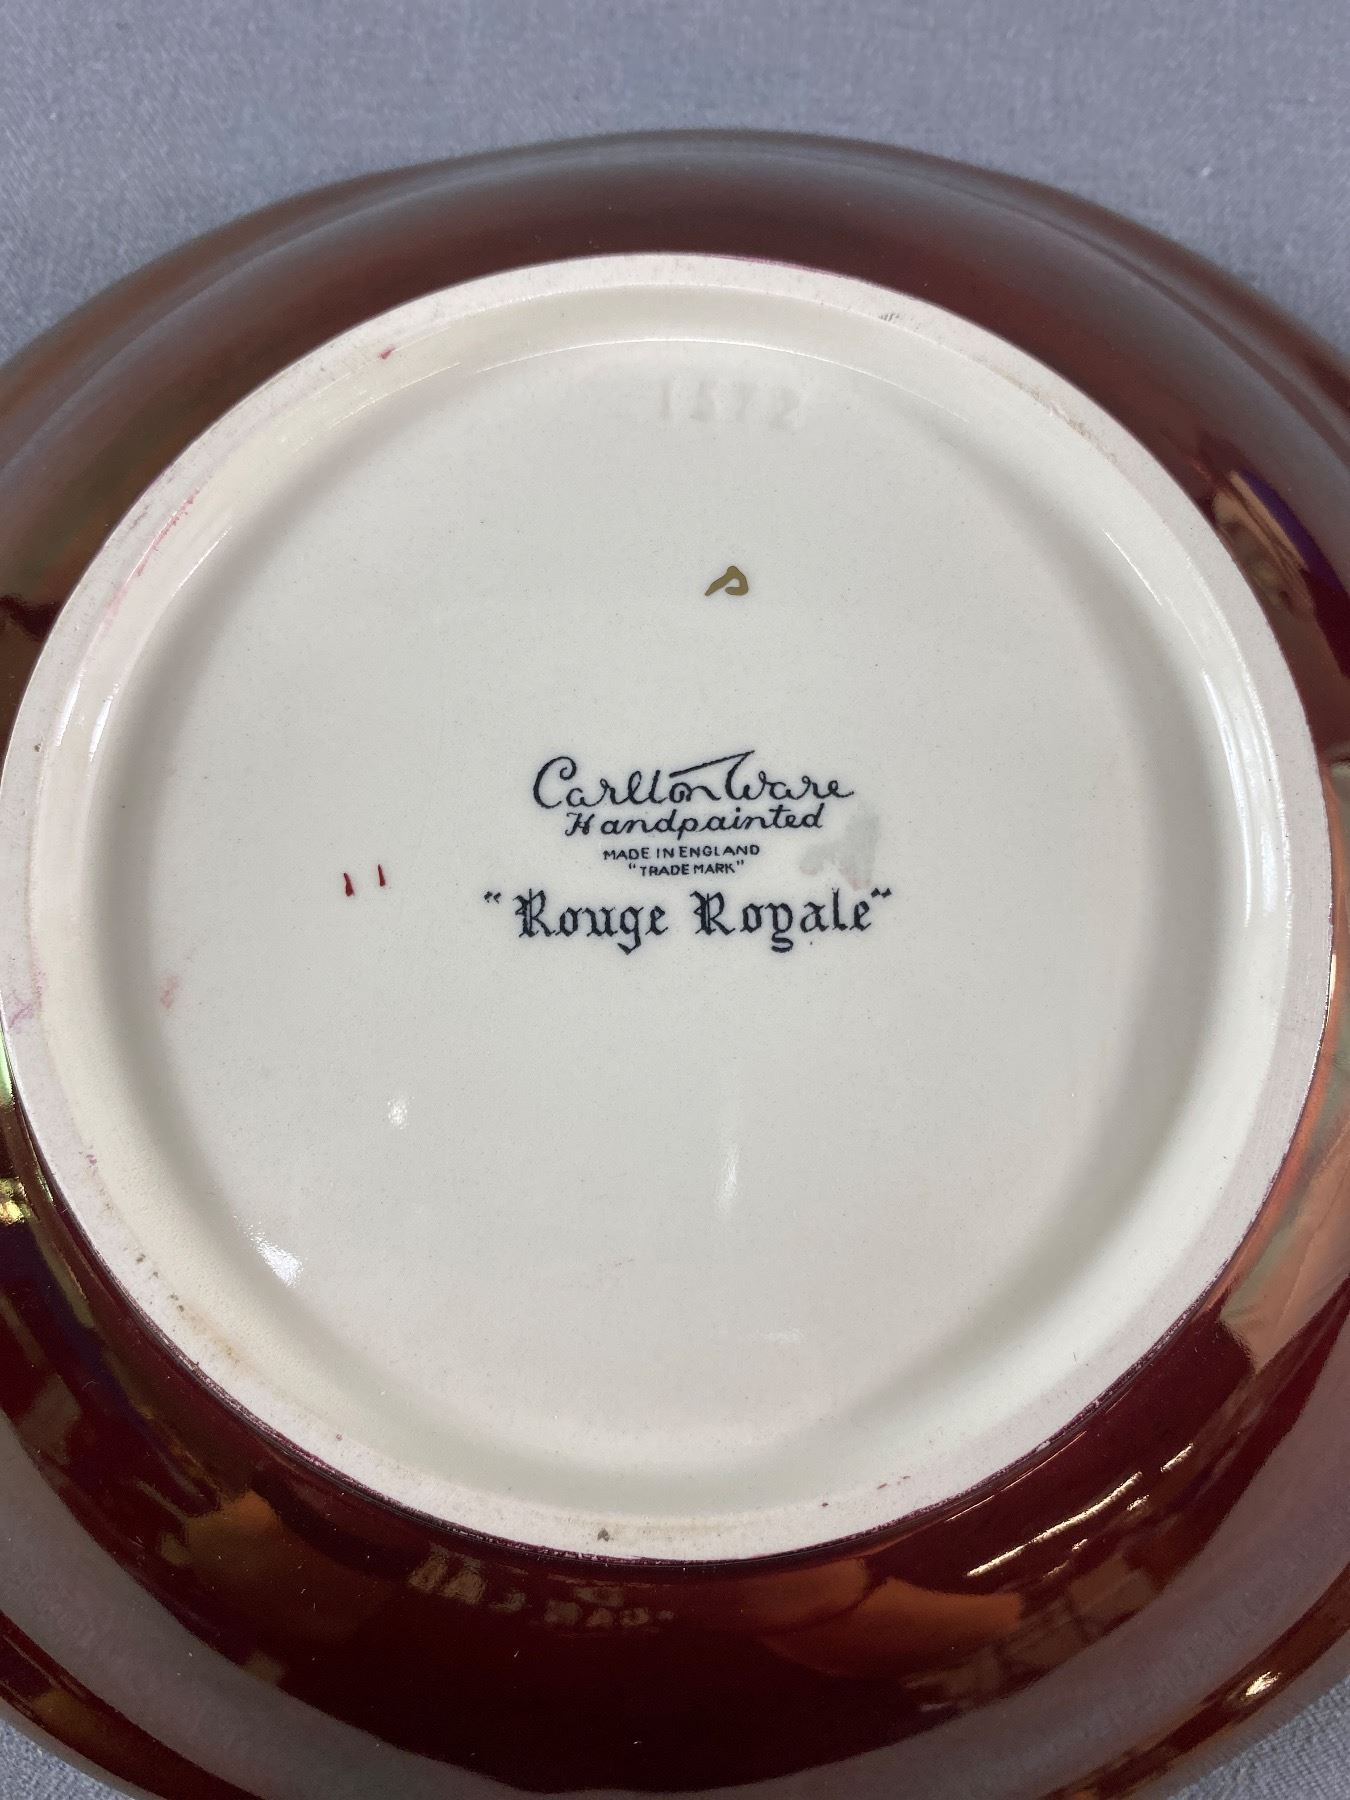 Carlton Ware
Handpainted
MADE IN ENGLAND
"TRADE MARK"
"Rouge Royale"